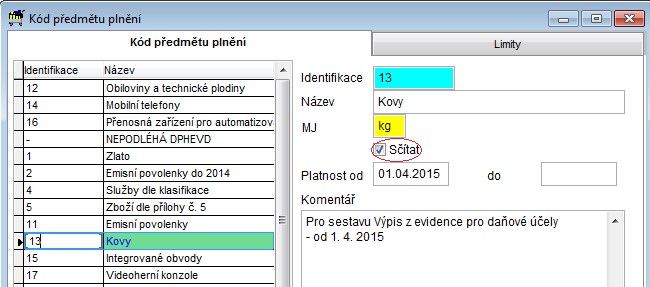 Kód předmětu plnění
Kód předmětu plnění
Limity
Identifikace Název
12 Obiloviny a technické plodiny
14 Mobilní telefony
16 Přenosná zařízení pro automatizova
- NEPODLÉHÁ DPHEVD
1 Zlato
2 Emisní povolenky do 2014
4 Služby dle klasifikace
5 Zboží dle přílohy č. 5
11 Emisní povolenky
13 Kovy
15 Integrované obvody
17 Videoherní konzole
Identifikace 13
Název Kovy
MJ kg
Sčítat
Platnost od 01.04.2015 do
Komentář
Pro sestavu Výpis z evidence pro daňové účely
- od 1. 4. 2015